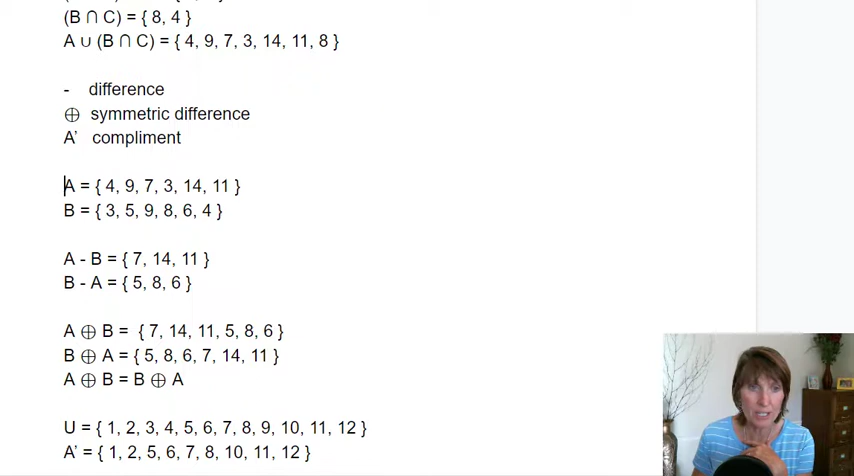 (B ∩ C) = { 8, 4 }
A ∪ (B ∩ C) = { 4, 9, 7, 3, 14, 11, 8 }
- difference
⊕ symmetric difference
A' compliment
A = { 4, 9, 7, 3, 14, 11 }
B = { 3, 5, 9, 8, 6, 4 }
A - B = { 7, 14, 11 }
B - A = { 5, 8, 6 }
A ⊕ B = { 7, 14, 11, 5, 8, 6 }
B ⊕ A = { 5, 8, 6, 7, 14, 11 }
A ⊕ B = B ⊕ A
U = { 1, 2, 3, 4, 5, 6, 7, 8, 9, 10, 11, 12 }
A' = { 1, 2, 5, 6, 7, 8, 10, 11, 12 }